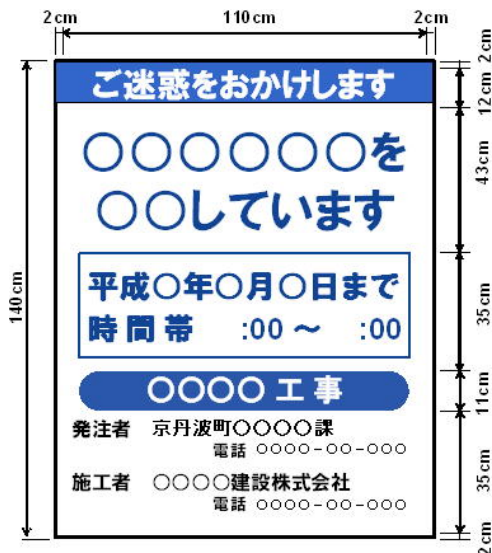 2cm 110cm 2cm
2cm
12cm
43cm
35cm
11cm
35cm
2cm
140cm
ご迷惑をおかけします
○○○○○○を
○○しています
平成○年○月○日まで
時間帯 :00～ :00
○○○○工事
発注者 京丹波町○○○○課
電話 ○○○○-○○-○○○
施工者 ○○○○建設株式会社
電話 ○○○○-○○-○○○